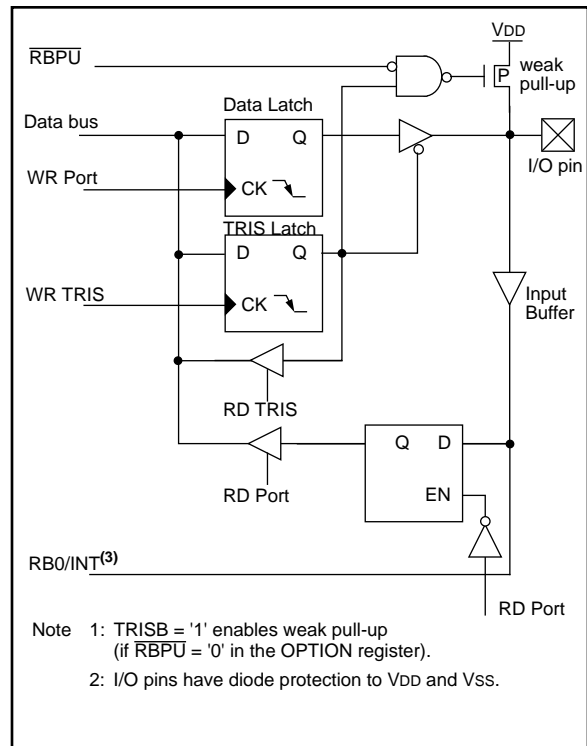 VDD
RBPU
P
weak
pull-up
Data Latch
Data bus
D Q
I/O pin
WR Port
CK
TRIS Latch
D Q
WR TRIS
CK
Input
Buffer
RD TRIS
Q D
EN
RD Port
RB0/INT(3)
RD Port
Note 1: TRISB = '1' enables weak pull-up
(if RBPU = '0' in the OPTION register).
2: I/O pins have diode protection to VDD and VSS.